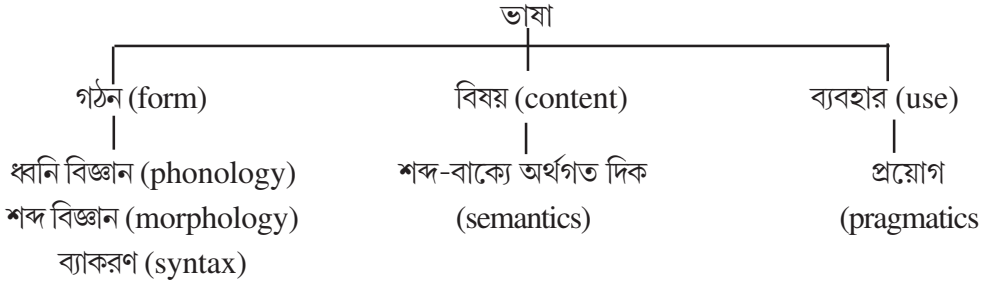 ভাষা
গঠন (form) বিষয় (content) ব্যবহার (use)
ধ্বনি বিজ্ঞান (phonology) শব্দ-বাক্যে অর্থগত দিক প্রয়োগ
শব্দ বিজ্ঞান (morphology) (semantics) (pragmatics
ব্যাকরণ (syntax)